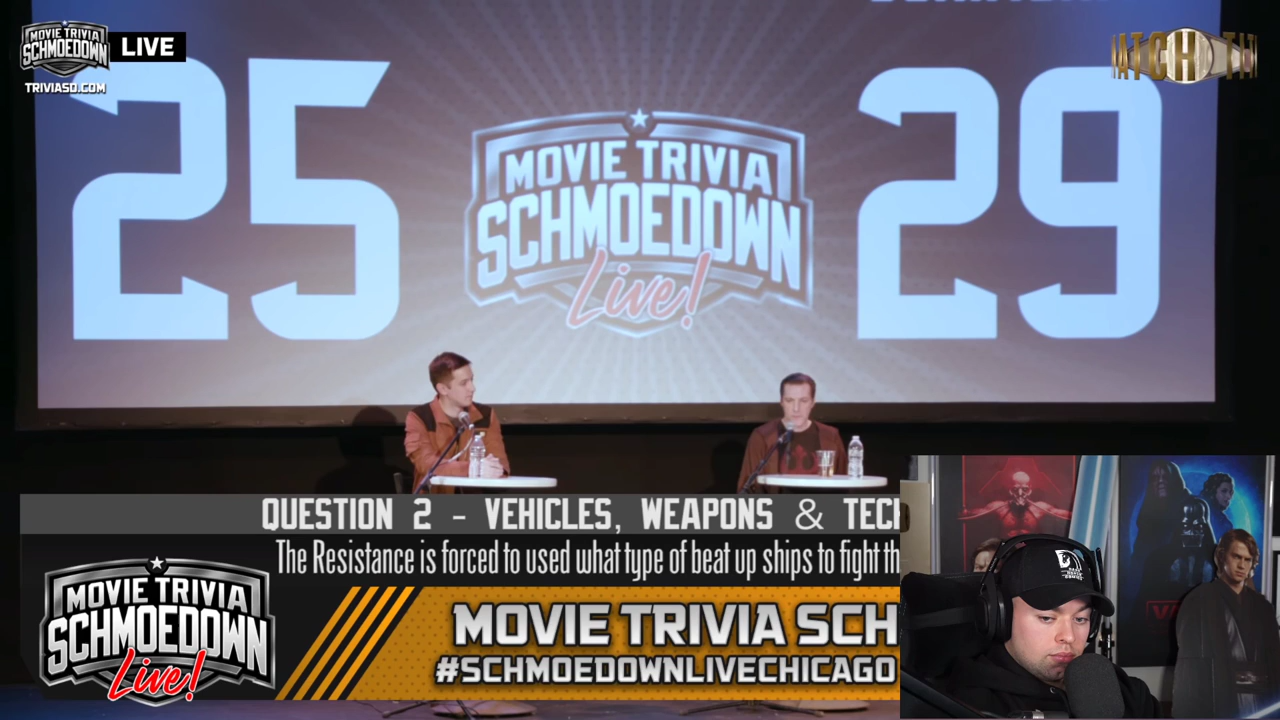 MOVIE TRIVIA
SCHMOEDOWN
LIVE
TRIVIASD.COM
25
29
MOVIE TRIVIA
SCHMOEDOWN
Live!
QUESTION 2 - VEHICLES, WEAPONS & TECH
The Resistance is forced to used what type of beat up ships to fight th
MOVIE TRIVIA
SCHMOEDOWN
Live!
MOVIE TRIVIA SCH
#SCHMOEDOWNLIVECHICAGO